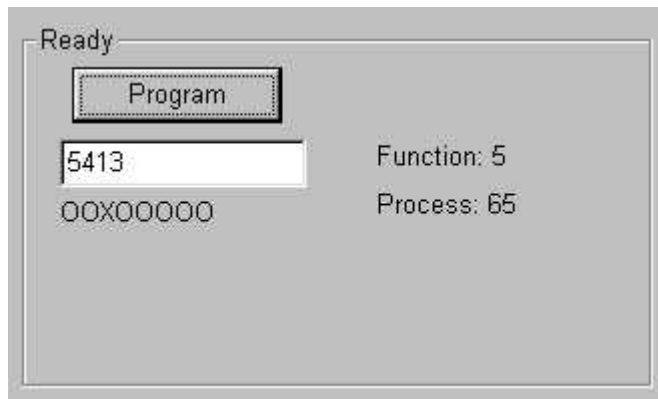 Ready
Program
5413
Function: 5
OOXOOOOO
Process: 65